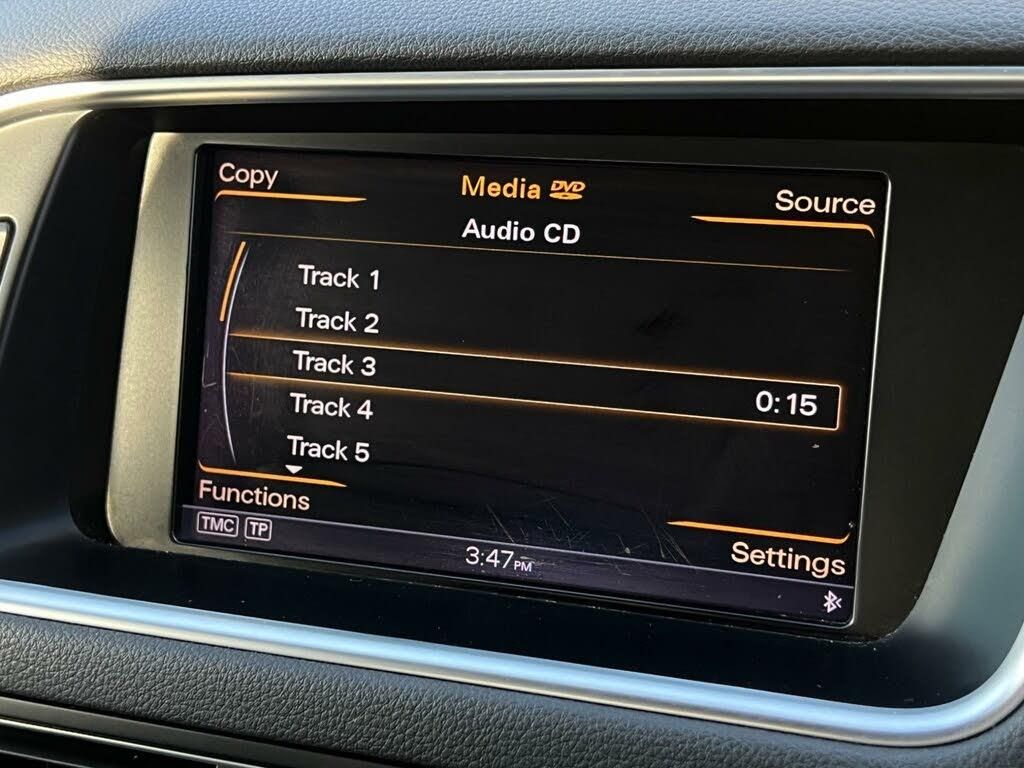 Copy
Media DVD
Source
Audio CD
Track 1
Track 2
Track 3 0:15
Track 4
Track 5
Functions
Settings
TMC TP
3:47PM